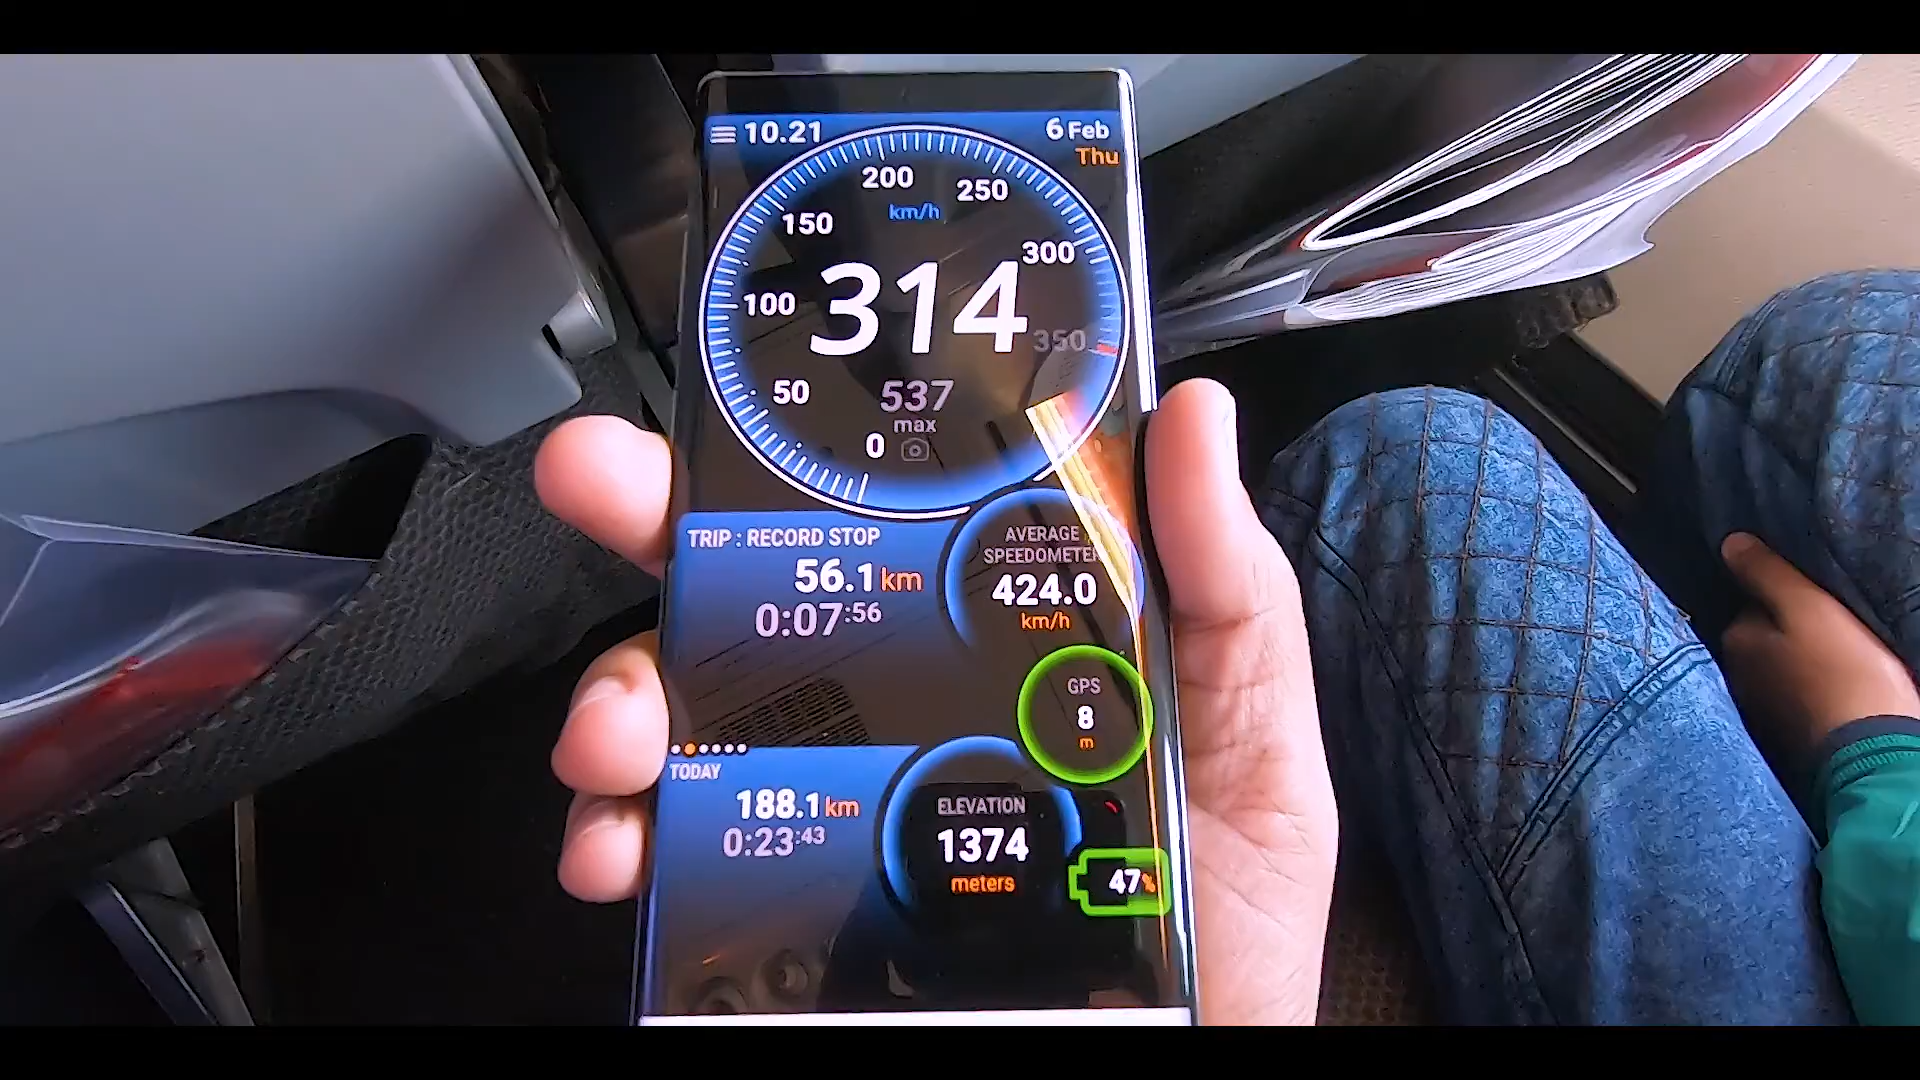 10.21
6 Feb
Thu
200
250
km/h
150
300
314
100
350
50
537
max
0
TRIP : RECORD STOP
56.1 km
0:07:56
AVERAGE
SPEEDOMETER
424.0
km/h
GPS
8
m
TODAY
188.1 km
0:23:43
ELEVATION
1374
meters
47%